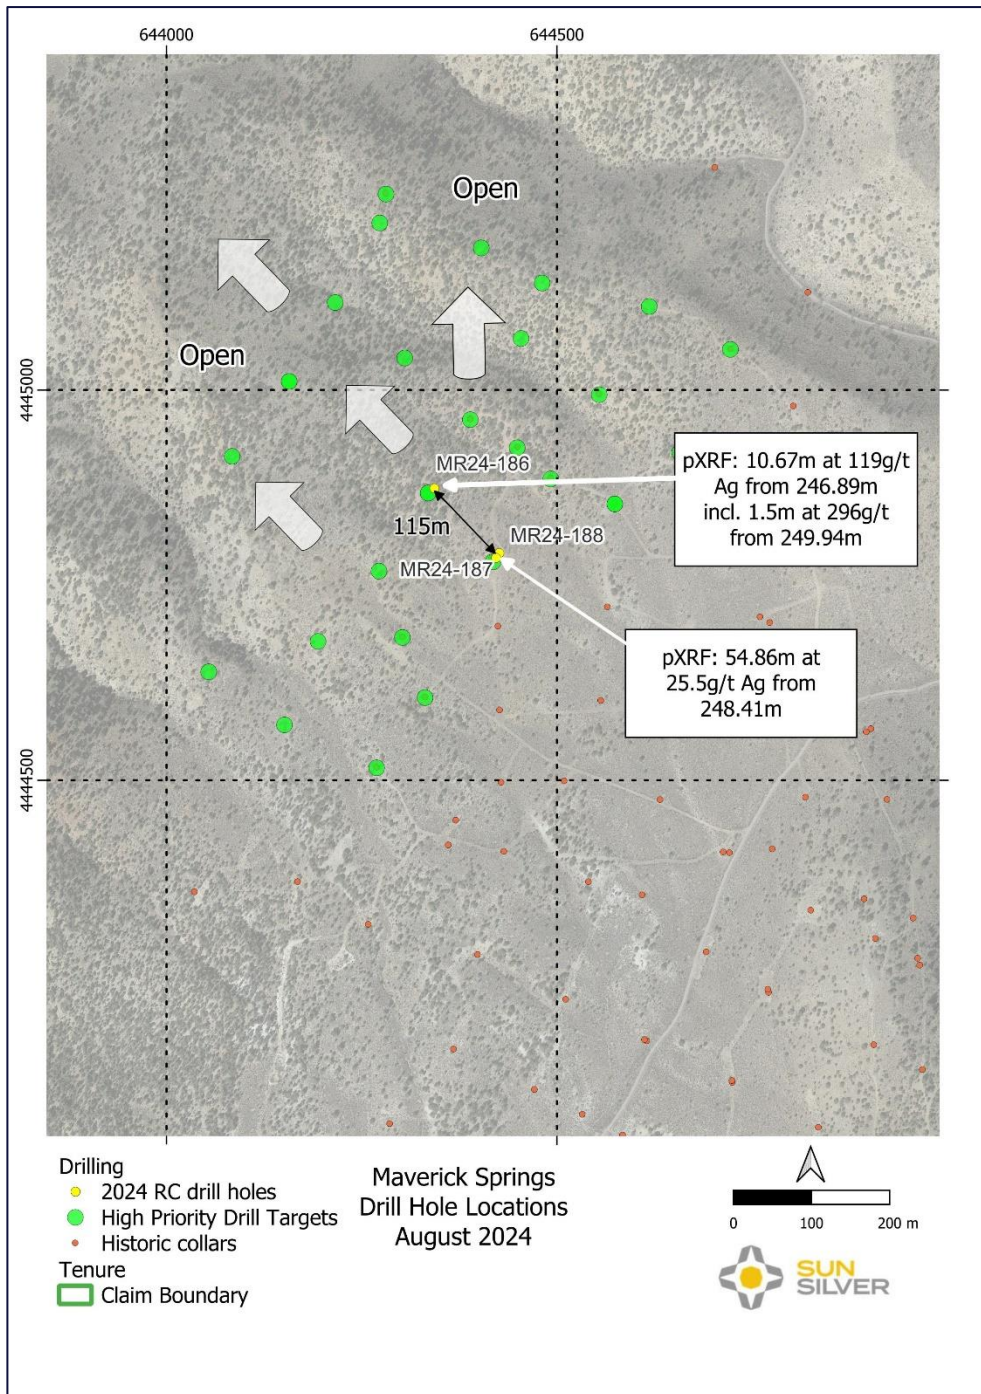 644000
644500
Open
Open
4445000
MR24-186
pXRF: 10.67m at 119g/t
Ag from 246.89m
incl. 1.5m at 296g/t
from 249.94m
115m
MR24-188
MR24-187
pXRF: 54.86m at
25.5g/t Ag from
248.41m
4444500
Drilling
2024 RC drill holes
High Priority Drill Targets
Historic collars
Tenure
Claim Boundary
Maverick Springs
Drill Hole Locations
August 2024
0 100 200 m
SUN
SILVER